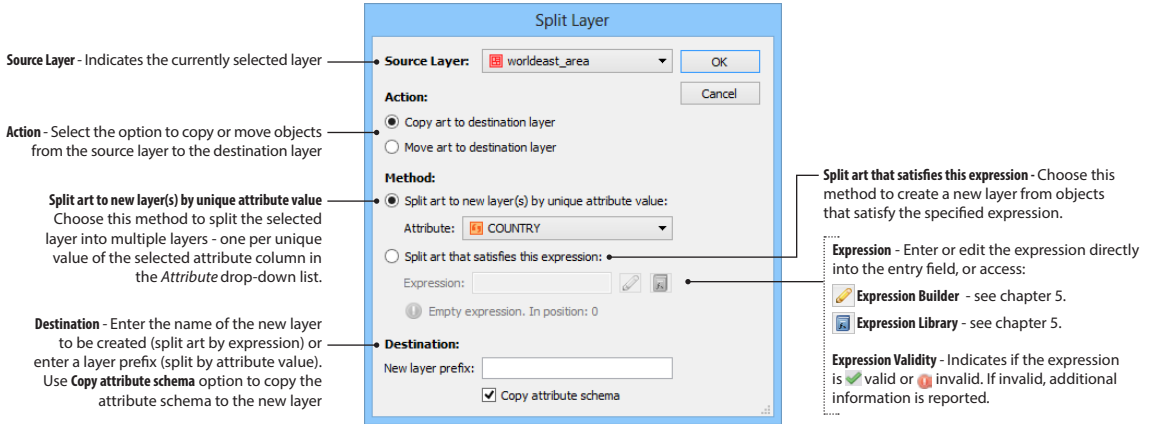 Split Layer
Source Layer - Indicates the currently selected layer
Source Layer: worldeast_area
OK
Cancel
Action:
Action - Select the option to copy or move objects
from the source layer to the destination layer
Copy art to destination layer
Move art to destination layer
Method:
Split art to new layer(s) by unique attribute value
Choose this method to split the selected
layer into multiple layers - one per unique
value of the selected attribute column in
the Attribute drop-down list.
Split art to new layer(s) by unique attribute value:
Attribute: COUNTRY
Split art that satisfies this expression:
Expression:
Empty expression. In position: 0
Split art that satisfies this expression - Choose this
method to create a new layer from objects
that satisfy the specified expression.
Expression - Enter or edit the expression directly
into the entry field, or access:
Expression Builder - see chapter 5.
Expression Library - see chapter 5.
Expression Validity - Indicates if the expression
is valid or invalid. If invalid, additional
information is reported.
Destination - Enter the name of the new layer
to be created (split art by expression) or
enter a layer prefix (split by attribute value).
Use Copy attribute schema option to copy the
attribute schema to the new layer
Destination:
New layer prefix:
Copy attribute schema